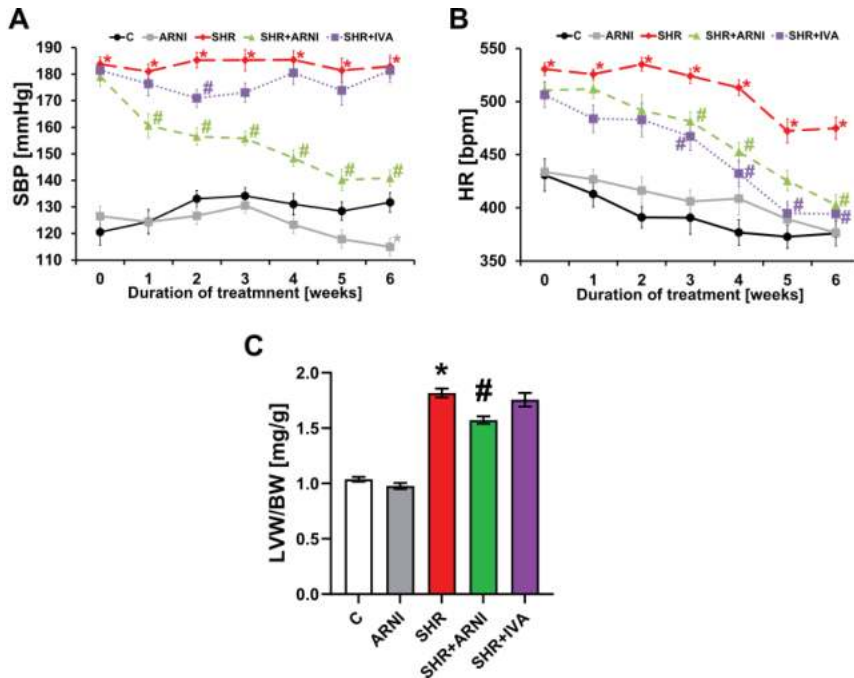 A
C ARNI SHR SHR+ARNI SHR+IVA
SBP [mmHg]
190
180
170
160
150
140
130
120
110
* * * * * * *
# # # # # #
#
*
0 1 2 3 4 5 6
Duration of treatmnent [weeks]
B
C ARNI SHR SHR+ARNI SHR+IVA
HR [bpm]
550
500
450
400
350
* * * * * * *
# # #
# # # #
0 1 2 3 4 5 6
Duration of treatment [weeks]
C
LVW/BW [mg/g]
2.0
1.5
1.0
0.5
0.0
* #
C ARNI SHR SHR+ARNI SHR+IVA